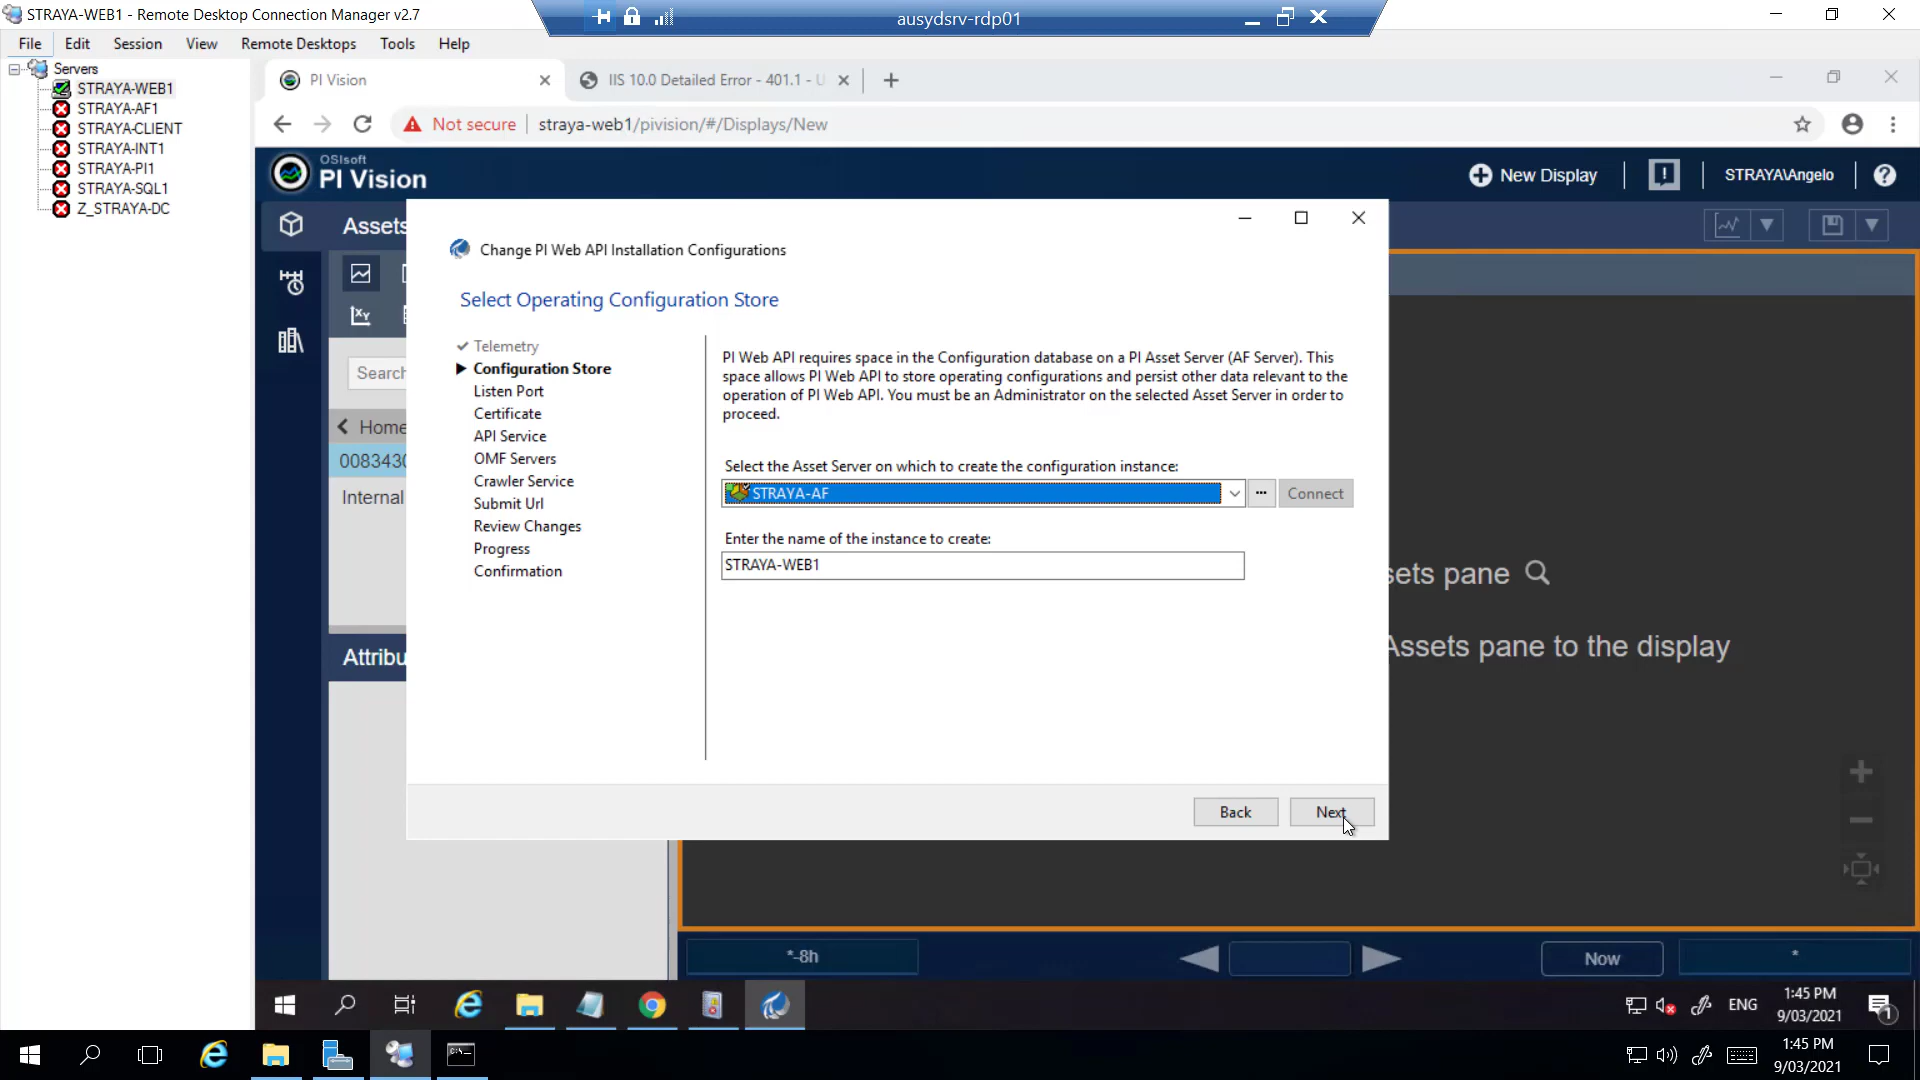 STRAYA-WEB1 - Remote Desktop Connection Manager v2.7
ausydsrv-rdp01
File Edit Session View Remote Desktops Tools Help
Servers
STRAYA-WEB1
STRAYA-AF1
STRAYA-CLIENT
STRAYA-INT1
STRAYA-PI1
STRAYA-SQL1
Z_STRAYA-DC
PI Vision
IIS 10.0 Detailed Error - 401.1 - U
Not secure
straya-web1/pivision/#/Displays/New
OSIsoft
PI Vision
New Display
STRAYA\Angelo
Assets
Search
Home
0083430
Internal
Attribu
Change PI Web API Installation Configurations
Select Operating Configuration Store
Telemetry
Configuration Store
Listen Port
Certificate
API Service
OMF Servers
Crawler Service
Submit Url
Review Changes
Progress
Confirmation
PI Web API requires space in the Configuration database on a PI Asset Server (AF Server). This
space allows PI Web API to store operating configurations and persist other data relevant to the
operation of PI Web API. You must be an Administrator on the selected Asset Server in order to
proceed.
Select the Asset Server on which to create the configuration instance:
STRAYA-AF
...
Connect
Enter the name of the instance to create:
STRAYA-WEB1
Back
Next
sets pane
Assets pane to the display
*-8h
Now
*
ENG
1:45 PM
9/03/2021
1
1:45 PM
9/03/2021